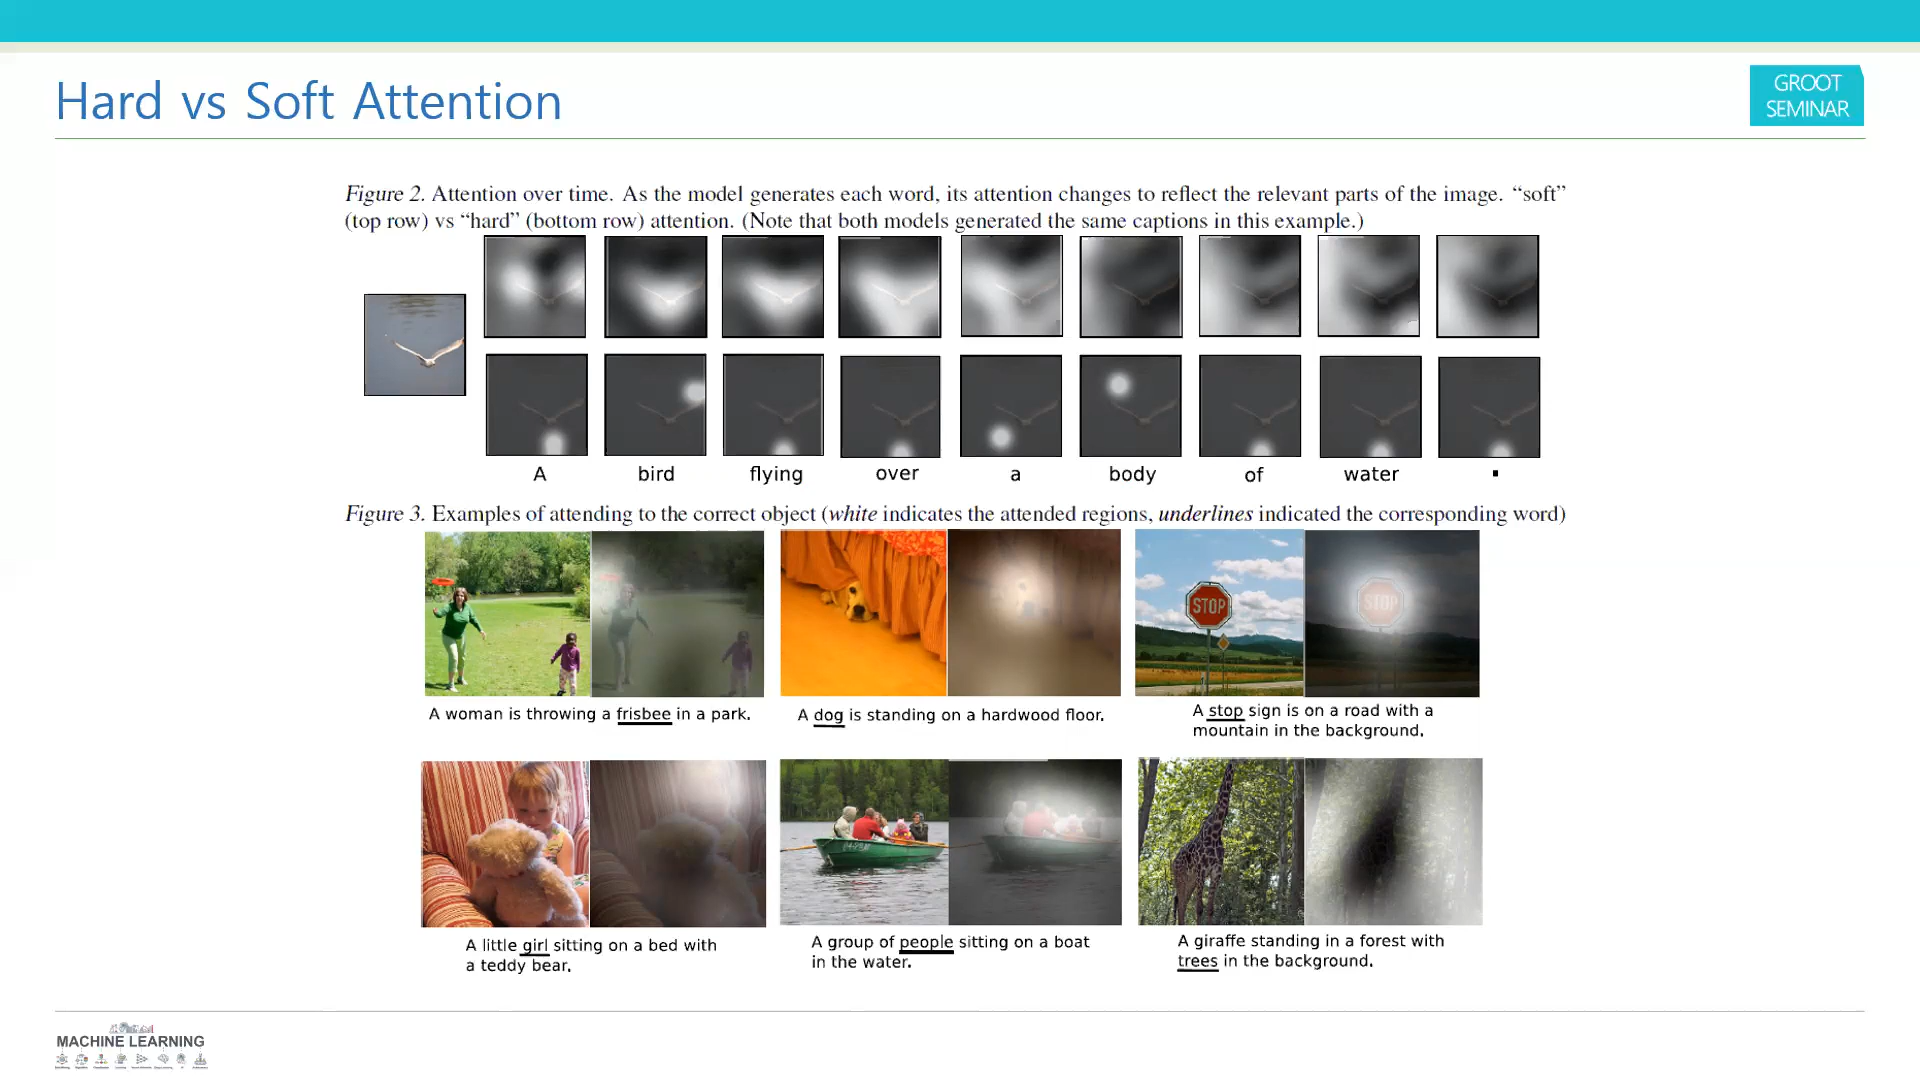 Hard vs Soft Attention
GROOT
SEMINAR
Figure 2. Attention over time. As the model generates each word, its attention changes to reflect the relevant parts of the image. “soft”
(top row) vs “hard” (bottom row) attention. (Note that both models generated the same captions in this example.)
A bird flying over a body of water .
Figure 3. Examples of attending to the correct object (white indicates the attended regions, underlines indicated the corresponding word)
STOP
STOP
A woman is throwing a frisbee in a park.
A dog is standing on a hardwood floor.
A stop sign is on a road with a
mountain in the background.
A little girl sitting on a bed with
a teddy bear.
A group of people sitting on a boat
in the water.
A giraffe standing in a forest with
trees in the background.
MACHINE LEARNING